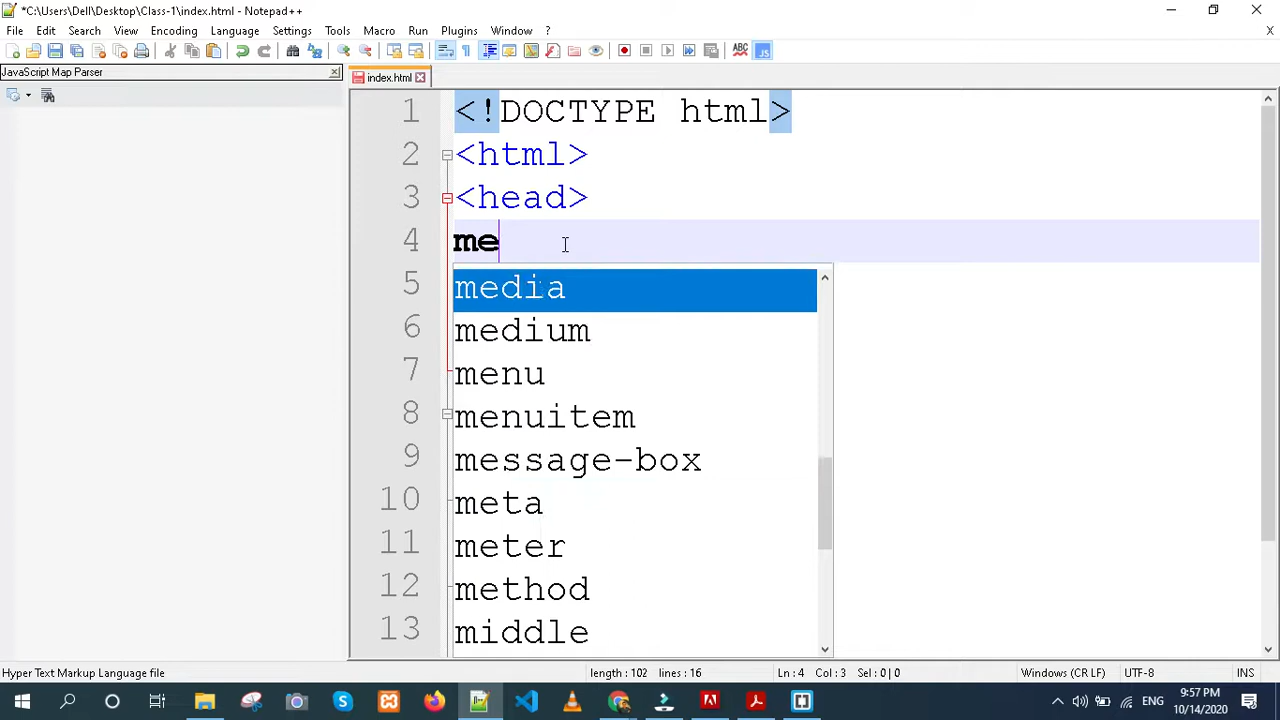 *C:\Users\Dell\Desktop\Class-1\index.html - Notepad++
File Edit Search View Encoding Language Settings Tools Macro Run Plugins Window ? X
JavaScript Map Parser
index.html
1 <!DOCTYPE html>
2 <html>
3 <head>
4 me
5 media
6 medium
7 menu
8 menuitem
9 message-box
10 meta
11 meter
12 method
13 middle
Hyper Text Markup Language file length : 102 lines : 16 Ln : 4 Col : 3 Sel : 0 | 0 Windows (CR LF) UTF-8 INS
ENG 9:57 PM
10/14/2020